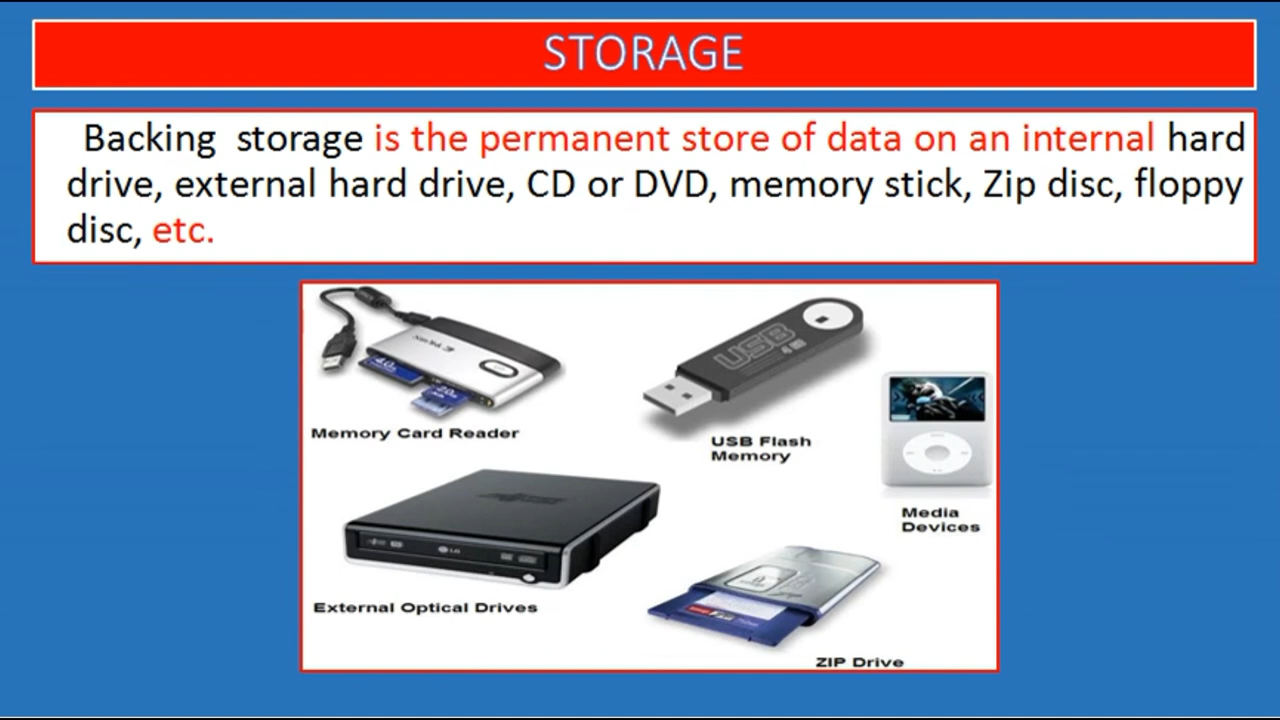 STORAGE
Backing storage is the permanent store of data on an internal hard
drive, external hard drive, CD or DVD, memory stick, Zip disc, floppy
disc, etc.
Memory Card Reader
USB
USB Flash
Memory
Media
Devices
LG
External Optical Drives
ZIP Drive